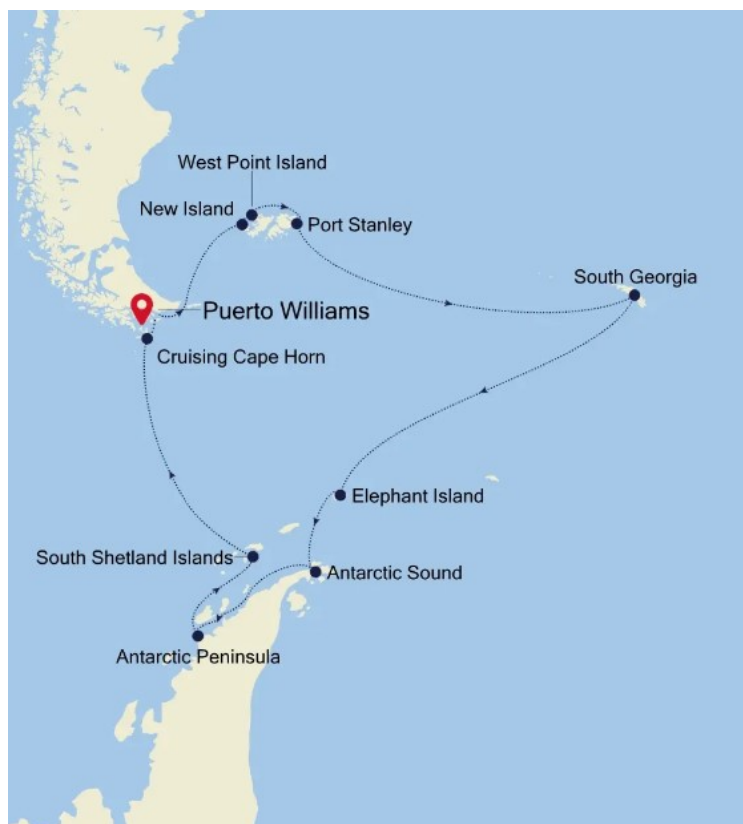 West Point Island
New Island
Port Stanley
South Georgia
Puerto Williams
Cruising Cape Horn
Elephant Island
South Shetland Islands
Antarctic Sound
Antarctic Peninsula